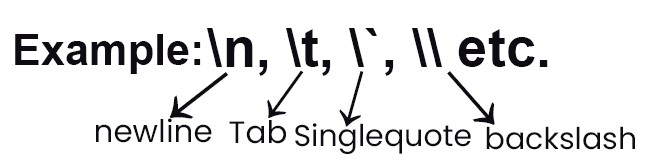 Example:\n, \t, \`, \\ etc.
newline Tab Singlequote backslash